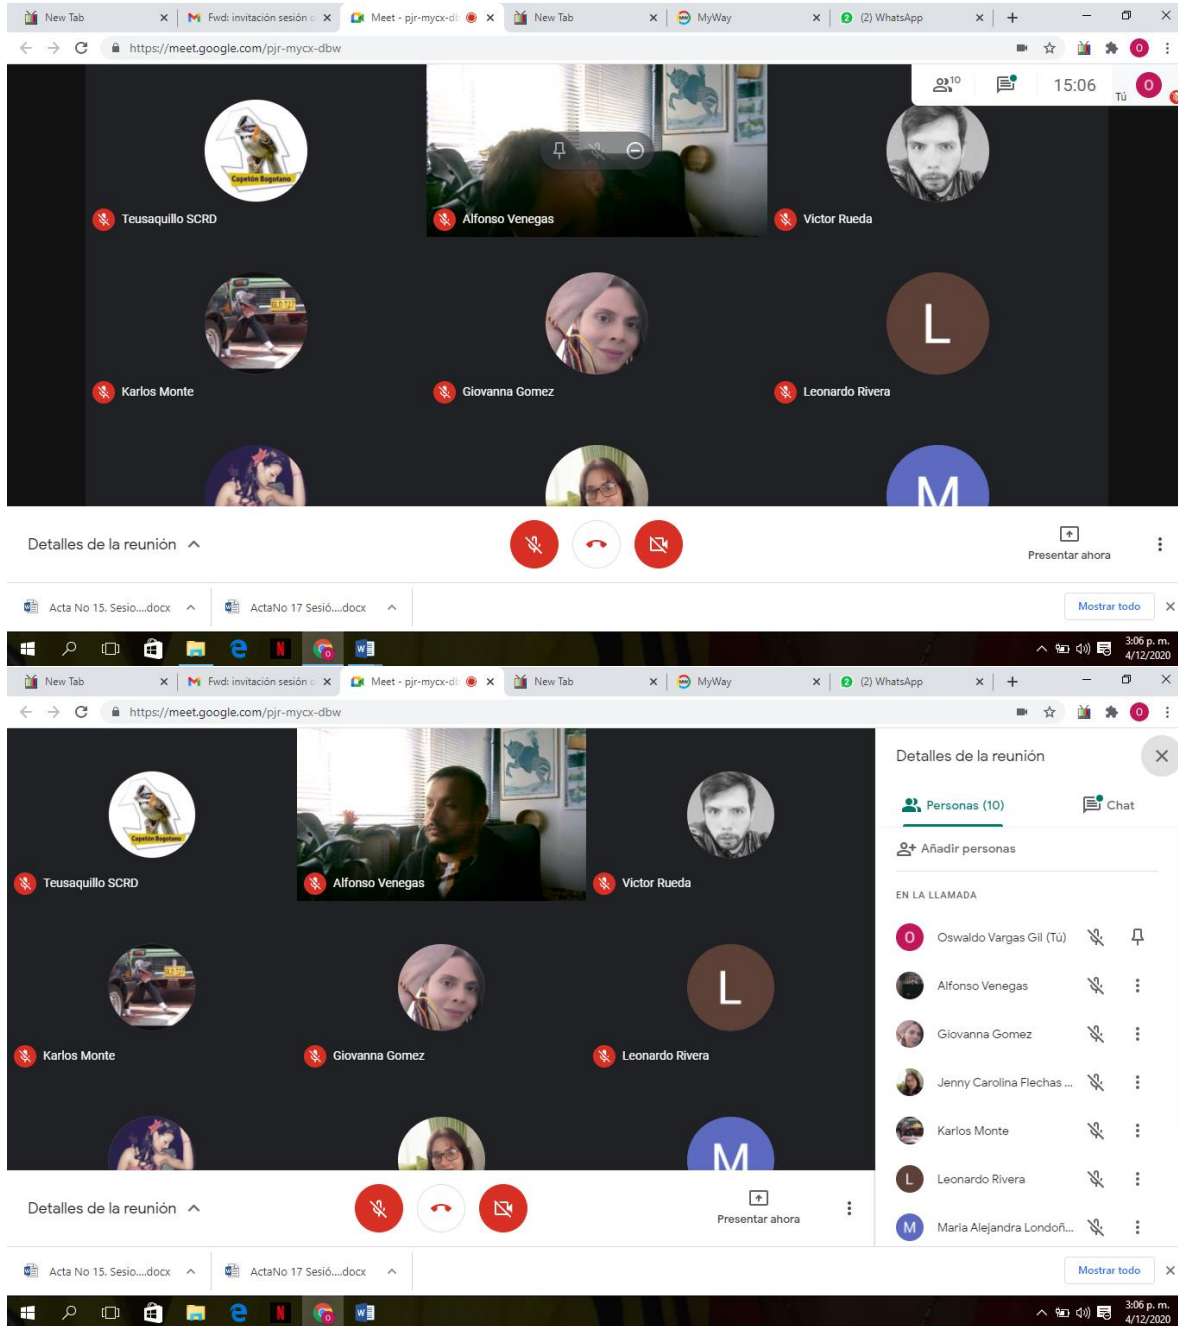 New Tab
Fwd: invitación sesión
Meet - pjr-mycx-d
New Tab
MyWay
(2) WhatsApp
https://meet.google.com/pjr-mycx-dbw
10
15:06
Tú
O
Copetón Bogotano
Teusaquillo SCRD
Alfonso Venegas
Victor Rueda
L
Karlos Monte
Giovanna Gomez
Leonardo Rivera
M
Detalles de la reunión
Presentar ahora
Acta No 15. Sesio....docx
ActaNo 17 Sesió....docx
Mostrar todo
3:06 p. m.
4/12/2020
New Tab
Fwd: invitación sesión
Meet - pjr-mycx-d
New Tab
MyWay
(2) WhatsApp
https://meet.google.com/pjr-mycx-dbw
Detalles de la reunión
Personas (10)
Chat
Añadir personas
EN LA LLAMADA
Copetón Bogotano
Teusaquillo SCRD
Alfonso Venegas
Victor Rueda
O
Oswaldo Vargas Gil (Tú)
Alfonso Venegas
Giovanna Gomez
Jenny Carolina Flechas ...
Karlos Monte
L
Leonardo Rivera
M
Maria Alejandra Londoñ...
L
Karlos Monte
Giovanna Gomez
Leonardo Rivera
M
Detalles de la reunión
Presentar ahora
Acta No 15. Sesio....docx
ActaNo 17 Sesió....docx
Mostrar todo
3:06 p. m.
4/12/2020